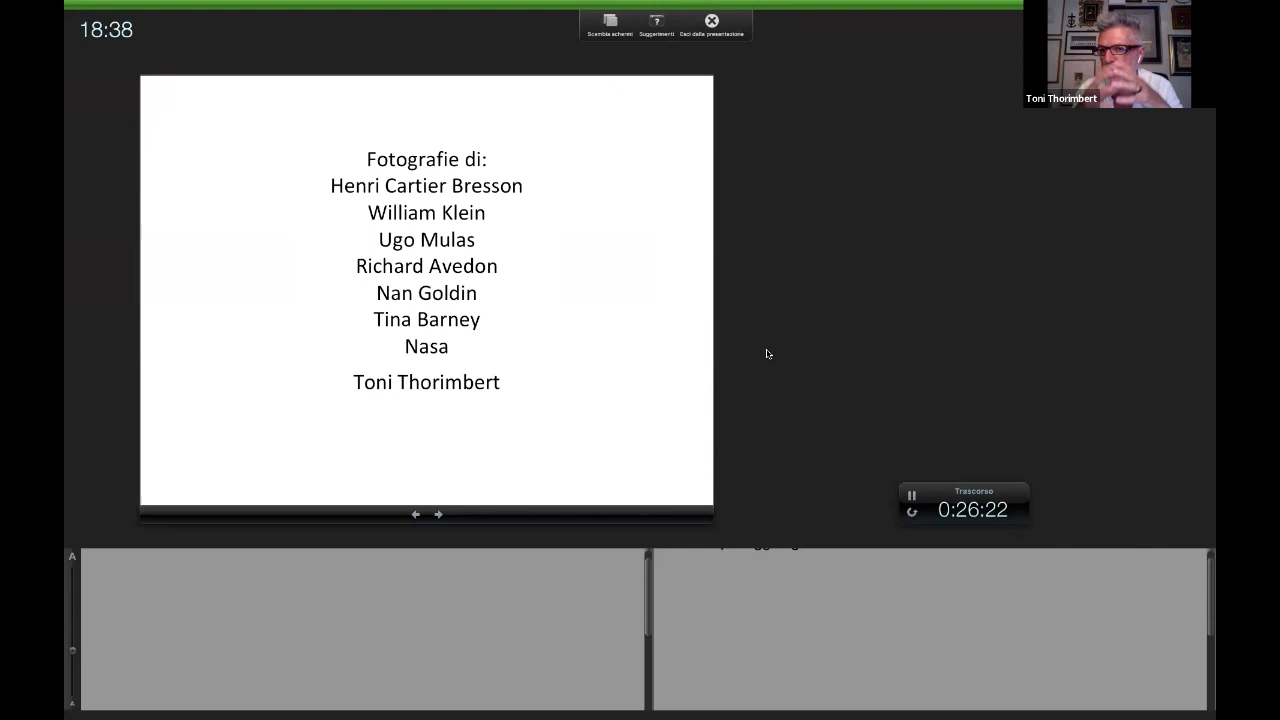 18:38
Scambia schermi
Suggerimenti
Esci dalla presentazione
Toni Thorimbert
Fotografie di:
Henri Cartier Bresson
William Klein
Ugo Mulas
Richard Avedon
Nan Goldin
Tina Barney
Nasa
Toni Thorimbert
Trascorso
0:26:22
A
A